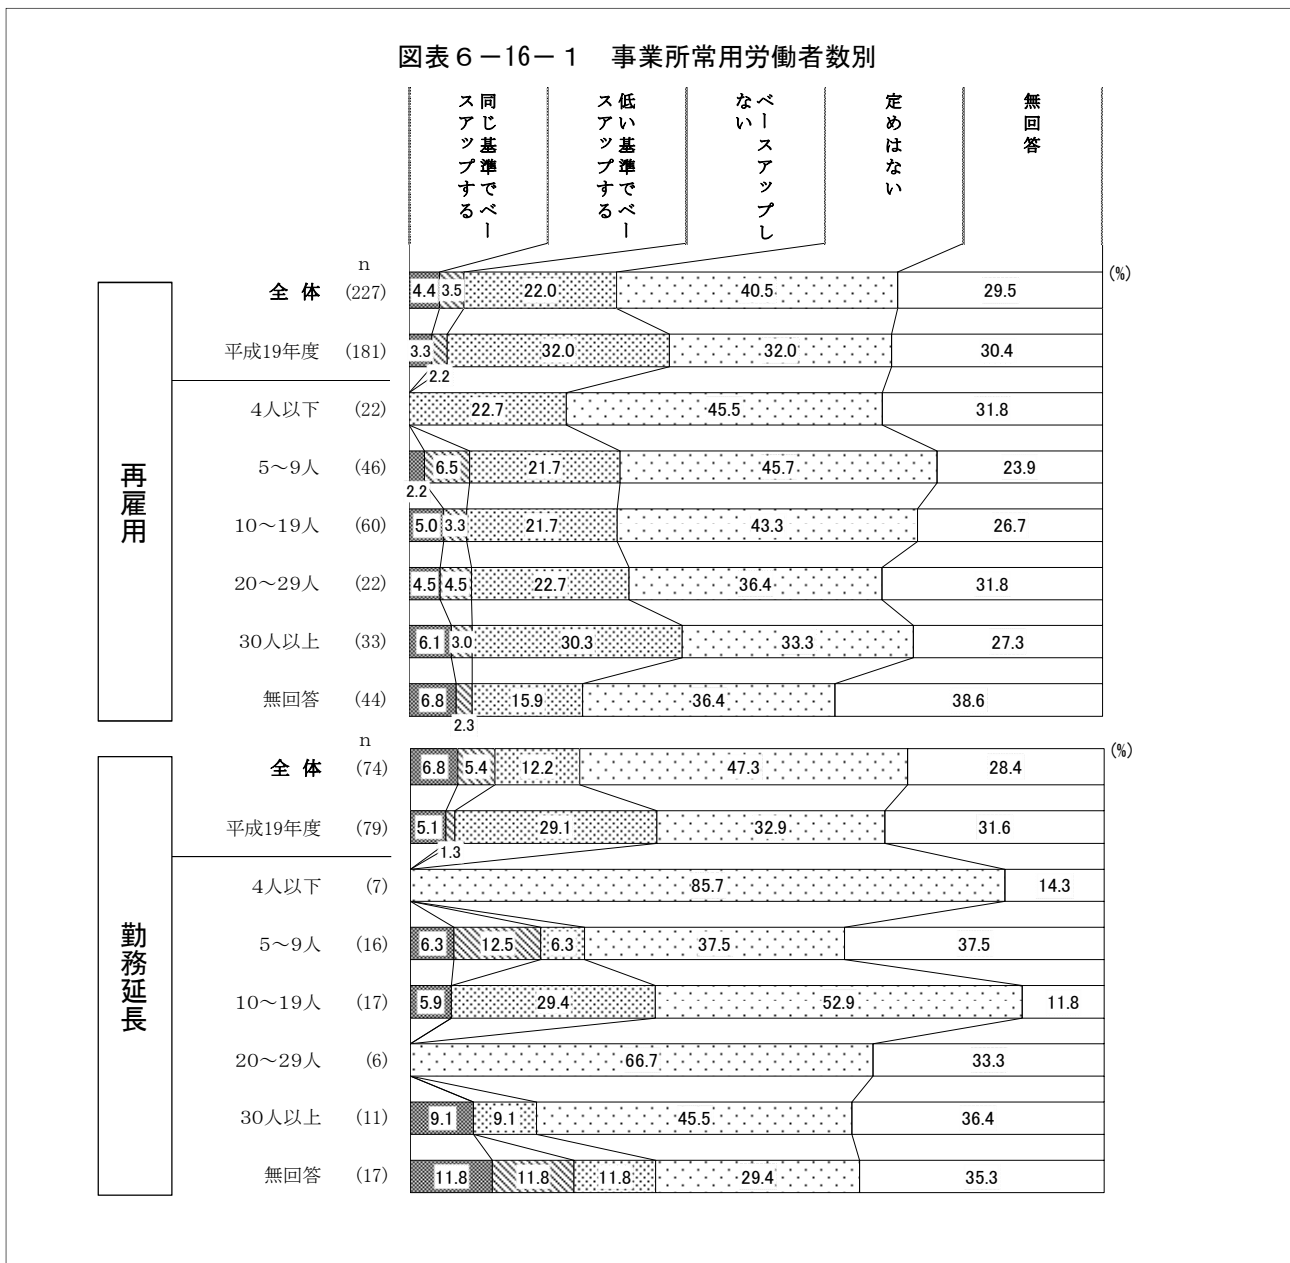 図表６－16－１　事業所常用労働者数別
同じ基準でベー
スアップする
低い基準でベー
スアップする
ベースアップし
ない
定めはない
無回答
再雇用
n
(%)
全 体 (227) 4.4 3.5 22.0 40.5 29.5
平成19年度 (181) 3.3 2.2 32.0 32.0 30.4
4人以下 (22) 22.7 45.5 31.8
5～9人 (46) 2.2 6.5 21.7 45.7 23.9
10～19人 (60) 5.0 3.3 21.7 43.3 26.7
20～29人 (22) 4.5 4.5 22.7 36.4 31.8
30人以上 (33) 6.1 3.0 30.3 33.3 27.3
無回答 (44) 6.8 2.3 15.9 36.4 38.6
勤務延長
n
(%)
全 体 (74) 6.8 5.4 12.2 47.3 28.4
平成19年度 (79) 5.1 1.3 29.1 32.9 31.6
4人以下 (7) 85.7 14.3
5～9人 (16) 6.3 12.5 6.3 37.5 37.5
10～19人 (17) 5.9 29.4 52.9 11.8
20～29人 (6) 66.7 33.3
30人以上 (11) 9.1 9.1 45.5 36.4
無回答 (17) 11.8 11.8 11.8 29.4 35.3